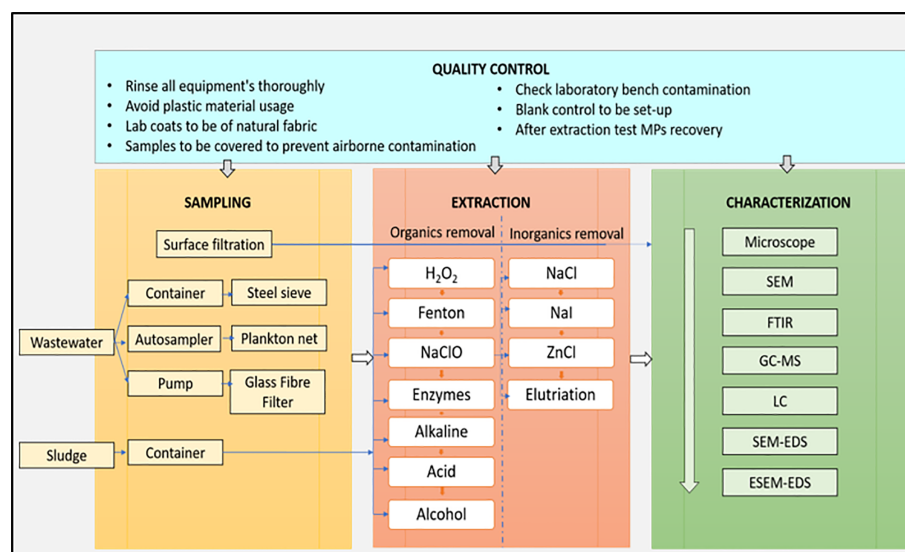 QUALITY CONTROL
• Rinse all equipment's thoroughly
• Avoid plastic material usage
• Lab coats to be of natural fabric
• Samples to be covered to prevent airborne contamination
• Check laboratory bench contamination
• Blank control to be set-up
• After extraction test MPs recovery
SAMPLING
Surface filtration
Wastewater
Container
Steel sieve
Autosampler
Plankton net
Pump
Glass Fibre
Filter
Sludge
Container
EXTRACTION
Organics removal
H₂O₂
Fenton
NaClO
Enzymes
Alkaline
Acid
Alcohol
Inorganics removal
NaCl
NaI
ZnCl
Elutriation
CHARACTERIZATION
Microscope
SEM
FTIR
GC-MS
LC
SEM-EDS
ESEM-EDS